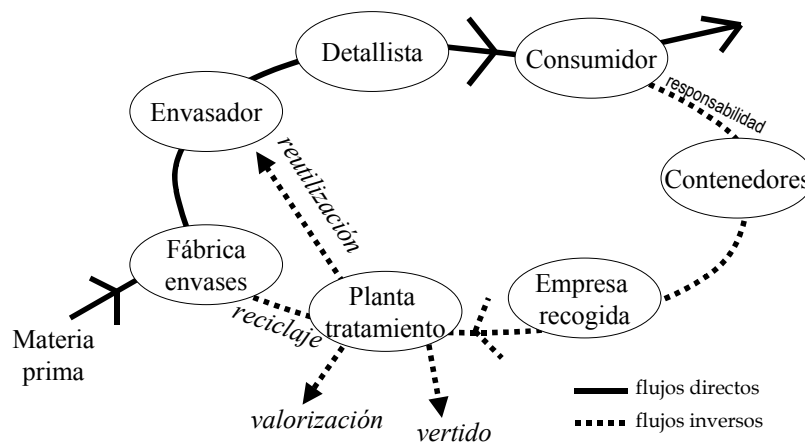 Detallista
Consumidor
responsabilidad
Envasador
reutilización
Contenedores
Fábrica
envases
Planta
tratamiento
Empresa
recogida
reciclaje
Materia
prima
valorización
vertido
flujos directos
flujos inversos